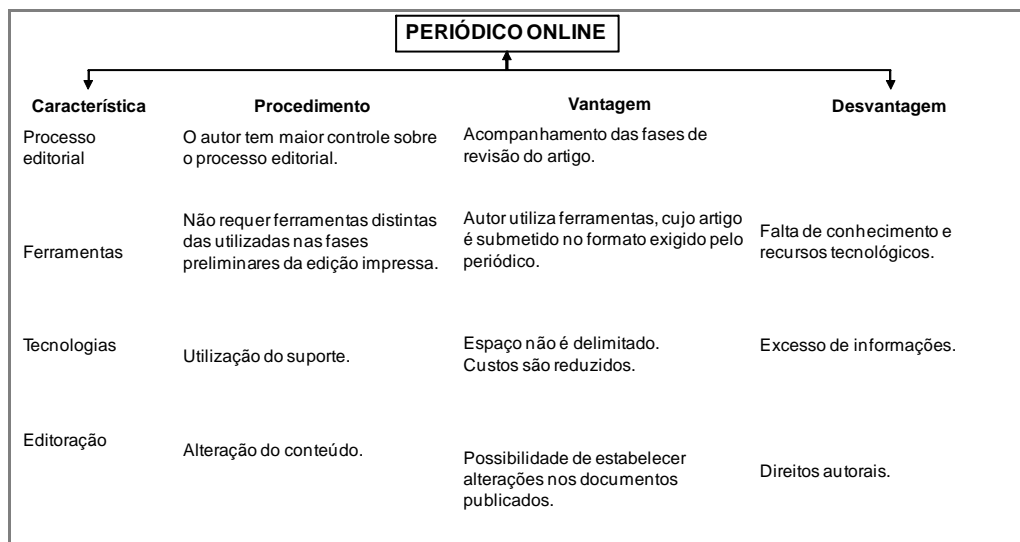 PERIÓDICO ONLINE
Característica Procedimento Vantagem Desvantagem
Processo
editorial
O autor tem maior controle sobre
o processo editorial.
Acompanhamento das fases de
revisão do artigo.
Ferramentas
Não requer ferramentas distintas
das utilizadas nas fases
preliminares da edição impressa.
Autor utiliza ferramentas, cujo artigo
é submetido no formato exigido pelo
periódico.
Falta de conhecimento e
recursos tecnológicos.
Tecnologias
Utilização do suporte.
Espaço não é delimitado.
Custos são reduzidos.
Excesso de informações.
Editoração
Alteração do conteúdo.
Possibilidade de estabelecer
alterações nos documentos
publicados.
Direitos autorais.